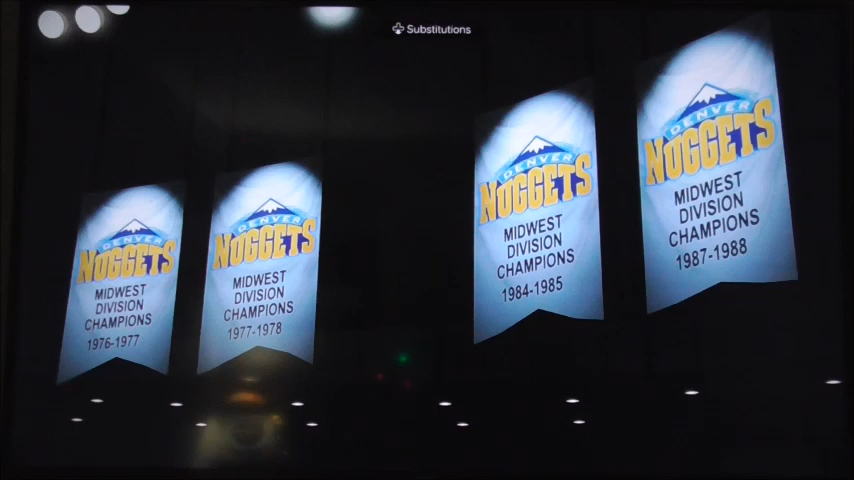 Substitutions
DENVER
NUGGETS
MIDWEST
DIVISION
CHAMPIONS
1976-1977
DENVER
NUGGETS
MIDWEST
DIVISION
CHAMPIONS
1977-1978
DENVER
NUGGETS
MIDWEST
DIVISION
CHAMPIONS
1984-1985
DENVER
NUGGETS
MIDWEST
DIVISION
CHAMPIONS
1987-1988